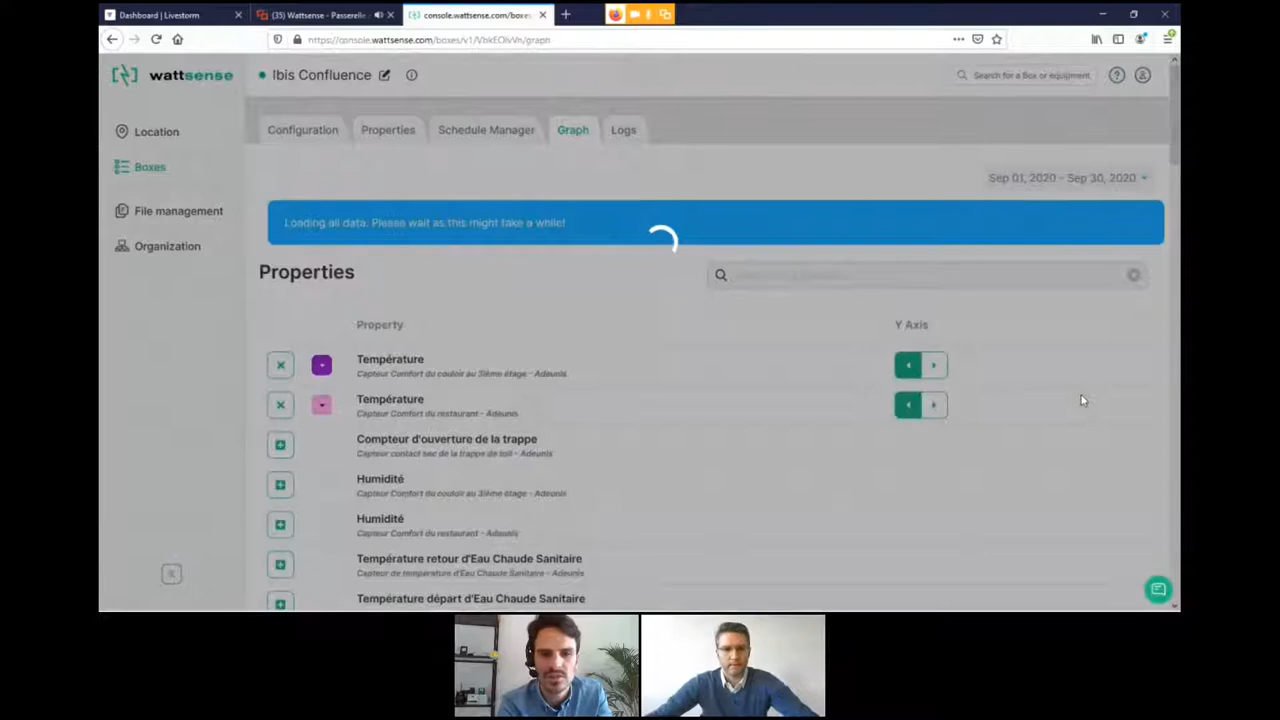 Dashboard | Livestorm
(35) Wattsense - Passerelle
console.wattsense.com/boxes
https://console.wattsense.com/boxes/v1/VbkEOlvVn/graph
wattsense
Ibis Confluence
Search for a Box or equipment
Location
Boxes
File management
Organization
Configuration
Properties
Schedule Manager
Graph
Logs
Sep 01, 2020 - Sep 30, 2020
Loading all data. Please wait as this might take a while!
Properties
Property
Y Axis
Température
Capteur Comfort du couloir au 3ième étage - Adeunis
Température
Capteur Comfort du restaurant - Adeunis
Compteur d'ouverture de la trappe
Capteur contact sec de la trappe de toit - Adeunis
Humidité
Capteur Comfort du couloir au 3ième étage - Adeunis
Humidité
Capteur Comfort du restaurant - Adeunis
Température retour d'Eau Chaude Sanitaire
Capteur de température d'Eau Chaude Sanitaire - Adeunis
Température départ d'Eau Chaude Sanitaire